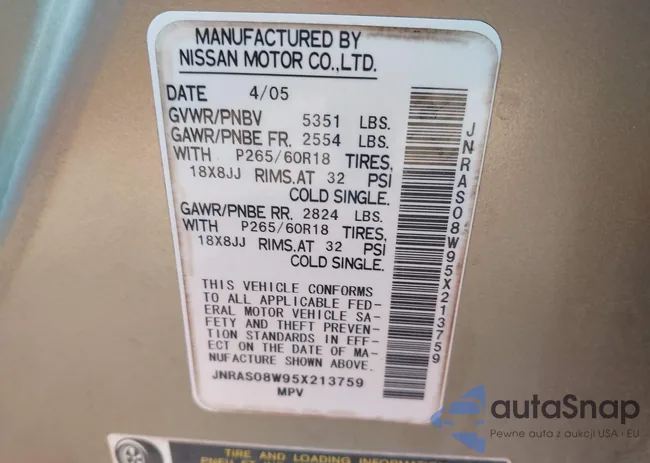 MANUFACTURED BY
NISSAN MOTOR CO.,LTD.
DATE 4/05
GVWR/PNBV 5351 LBS.
GAWR/PNBE FR. 2554 LBS.
WITH P265/60R18 TIRES,
18X8JJ RIMS.AT 32 PSI
COLD SINGLE.
GAWR/PNBE RR. 2824 LBS.
WITH P265/60R18 TIRES,
18X8JJ RIMS.AT 32 PSI
COLD SINGLE.
THIS VEHICLE CONFORMS
TO ALL APPLICABLE FED-
ERAL MOTOR VEHICLE SA-
FETY AND THEFT PREVEN-
TION STANDARDS IN EFF-
ECT ON THE DATE OF MA-
NUFACTURE SHOWN ABOVE.
JNRAS08W95X213759
MPV
JNRAS08W95X213759
autaSnap
Pewne auta z aukcji USA i EU
TIRE AND LOADING